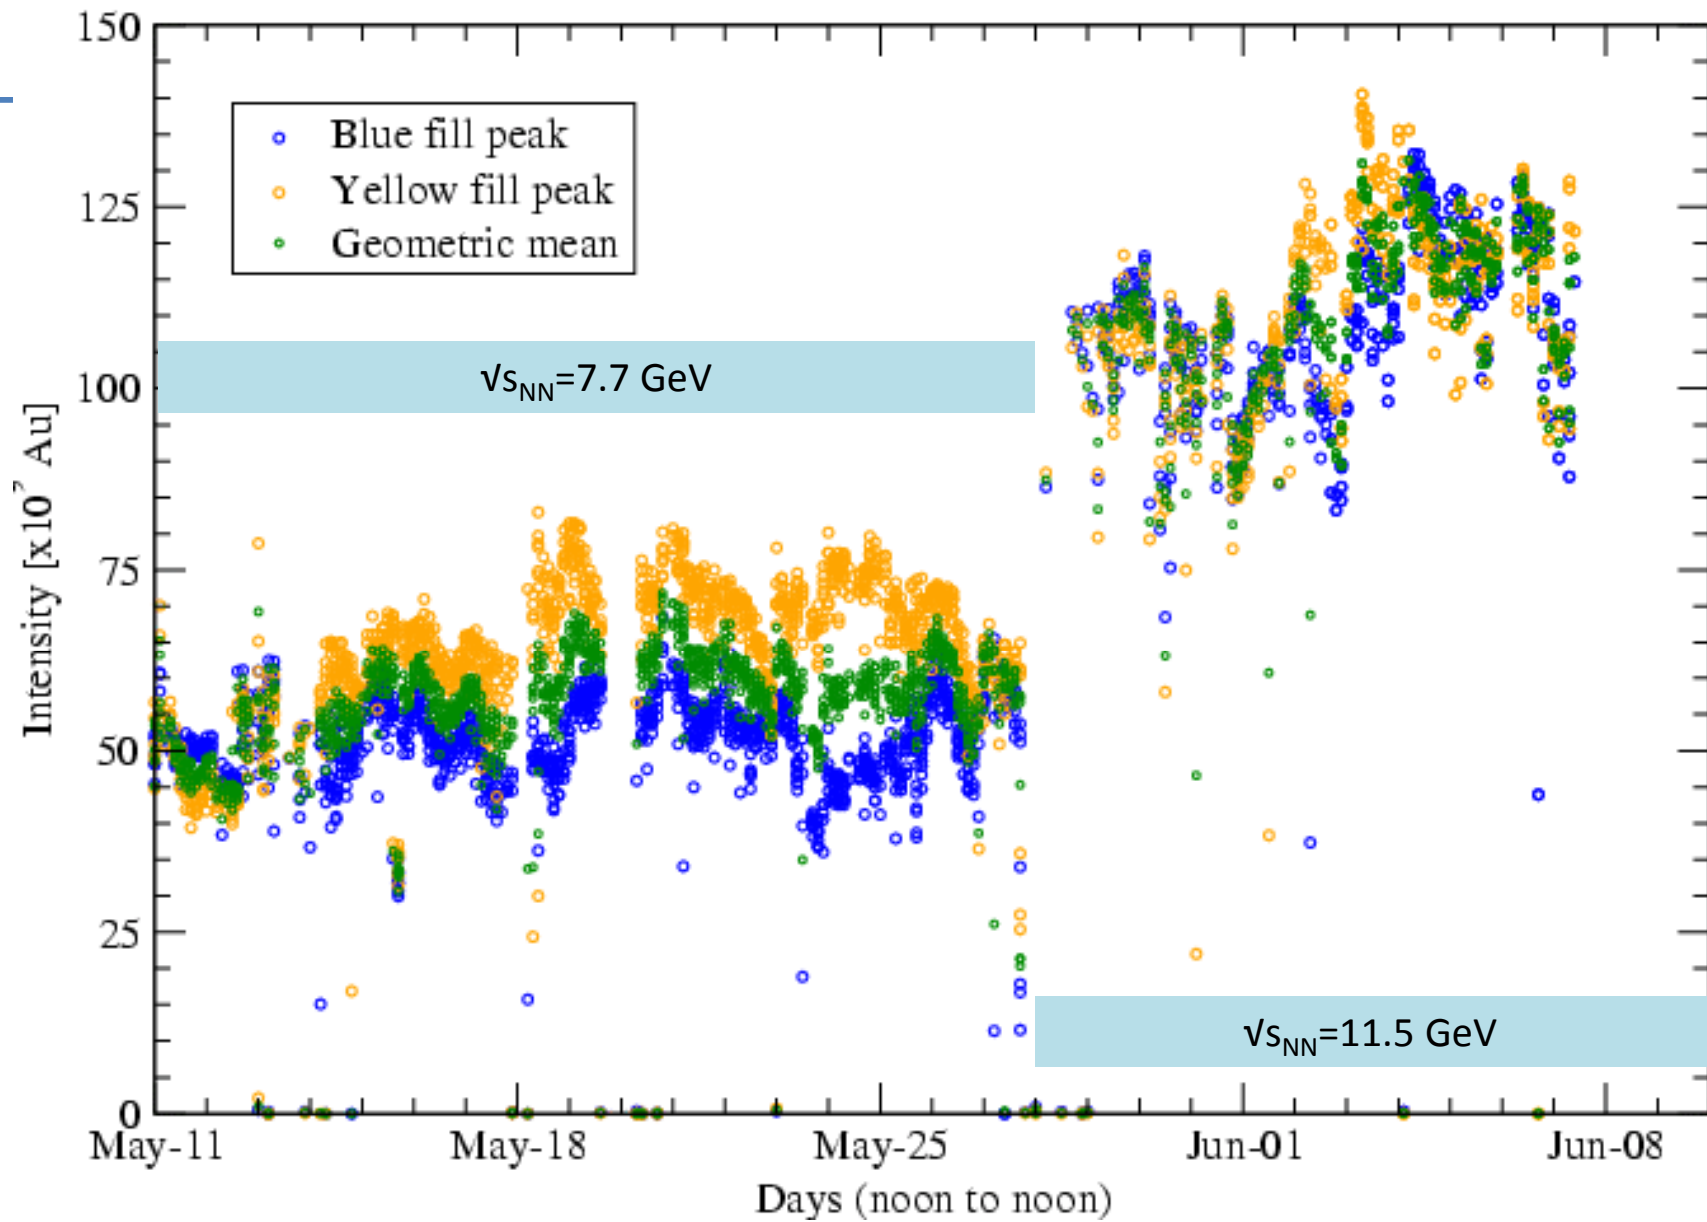 150
125
100
75
50
25
0
Intensity [x10⁷ Au]
Blue fill peak
Yellow fill peak
Geometric mean
√sNN=7.7 GeV
√sNN=11.5 GeV
May-11 May-18 May-25 Jun-01 Jun-08
Days (noon to noon)